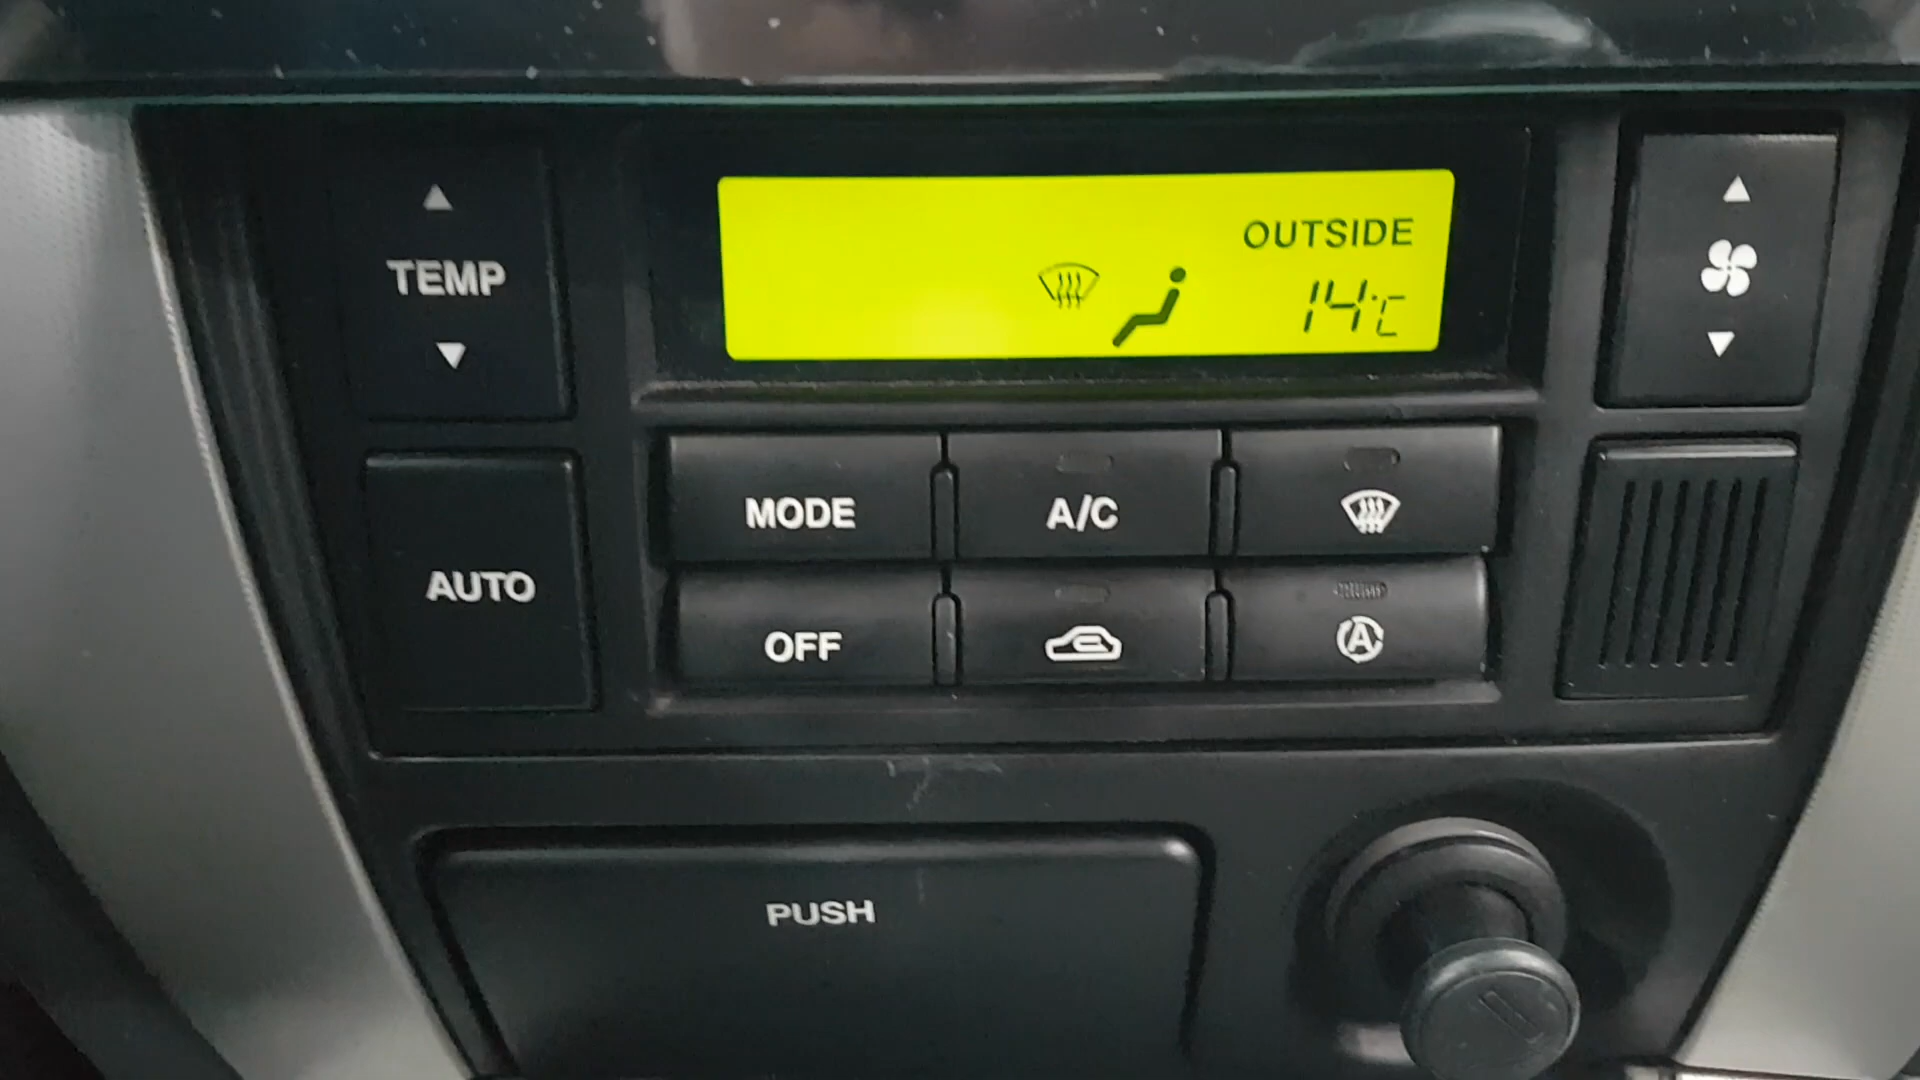 OUTSIDE
14°C
TEMP
MODE
A/C
AUTO
OFF
A
PUSH